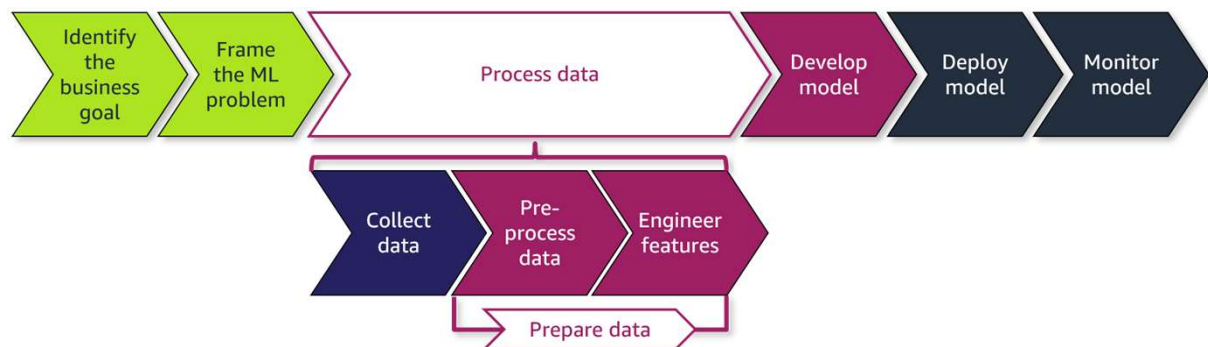 Identify
the
business
goal
Frame
the ML
problem
Process data
Develop
model
Deploy
model
Monitor
model
Collect
data
Pre-
process
data
Engineer
features
Prepare data